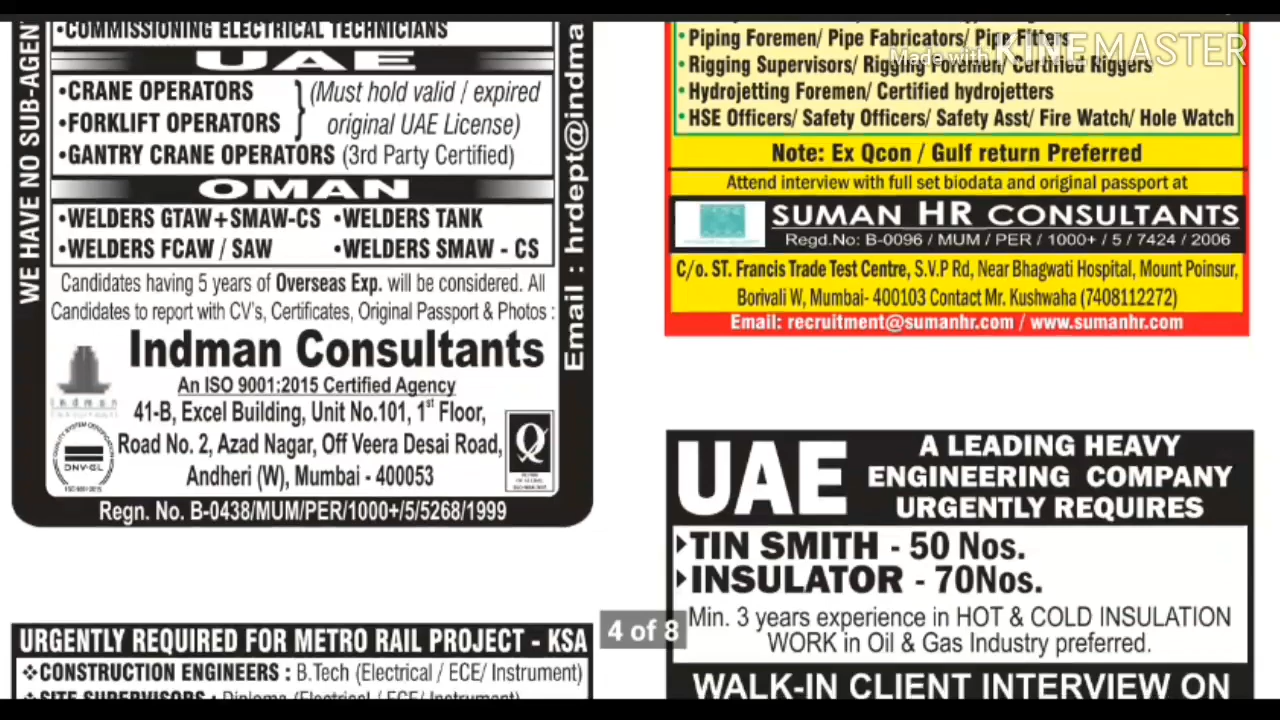 •COMMISSIONING ELECTRICAL TECHNICIANS
UAE
•CRANE OPERATORS
•FORKLIFT OPERATORS
(Must hold valid / expired
original UAE License)
•GANTRY CRANE OPERATORS (3rd Party Certified)
OMAN
•WELDERS GTAW+SMAW-CS •WELDERS TANK
•WELDERS FCAW / SAW •WELDERS SMAW - CS
Candidates having 5 years of Overseas Exp. will be considered. All
Candidates to report with CV's, Certificates, Original Passport & Photos :
Indman Consultants
An ISO 9001:2015 Certified Agency
41-B, Excel Building, Unit No.101, 1st Floor,
Road No. 2, Azad Nagar, Off Veera Desai Road,
Andheri (W), Mumbai - 400053
Regn. No. B-0438/MUM/PER/1000+/5/5268/1999
WE HAVE NO SUB-AGEN
Email : hrdept@indma
indman
DNV·GL
Q
URGENTLY REQUIRED FOR METRO RAIL PROJECT - KSA
❖CONSTRUCTION ENGINEERS : B.Tech (Electrical / ECE/ Instrument)
❖SITE SUPERVISORS : Diploma (Electrical / ECE/ Instrument)
•Piping Foremen/ Pipe Fabricators/ Pipe Fitters
•Rigging Supervisors/ Rigging Foremen/ Certified Riggers
•Hydrojetting Foremen/ Certified hydrojetters
•HSE Officers/ Safety Officers/ Safety Asst/ Fire Watch/ Hole Watch
Note: Ex Qcon / Gulf return Preferred
Attend interview with full set biodata and original passport at
SUMAN HR CONSULTANTS
Regd.No: B-0096 / MUM / PER / 1000+ / 5 / 7424 / 2006
C/o. ST. Francis Trade Test Centre, S.V.P Rd, Near Bhagwati Hospital, Mount Poinsur,
Borivali W, Mumbai- 400103 Contact Mr. Kushwaha (7408112272)
Email: recruitment@sumanhr.com / www.sumanhr.com
Made with KINEMASTER
UAE
A LEADING HEAVY
ENGINEERING COMPANY
URGENTLY REQUIRES
TIN SMITH - 50 Nos.
INSULATOR - 70Nos.
Min. 3 years experience in HOT & COLD INSULATION
WORK in Oil & Gas Industry preferred.
WALK-IN CLIENT INTERVIEW ON
4 of 8